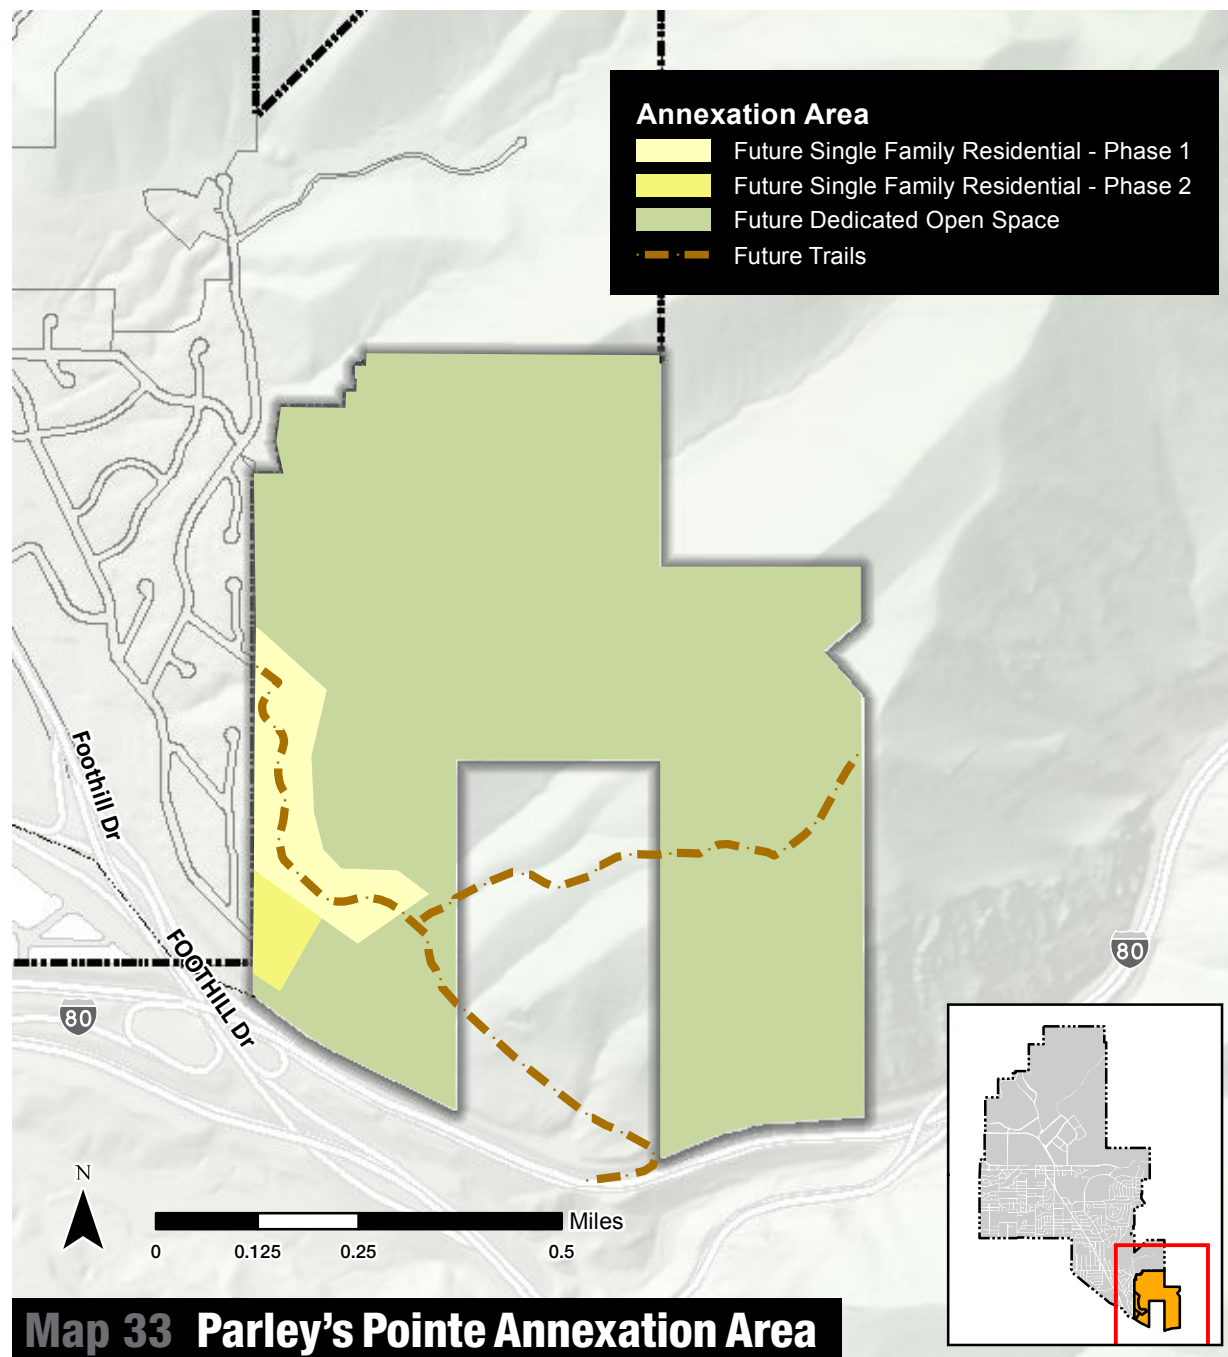 Annexation Area
Future Single Family Residential - Phase 1
Future Single Family Residential - Phase 2
Future Dedicated Open Space
Future Trails
Foothill Dr
FOOTHILL Dr
80
80
N
Miles
0 0.125 0.25 0.5
Map 33 Parley's Pointe Annexation Area